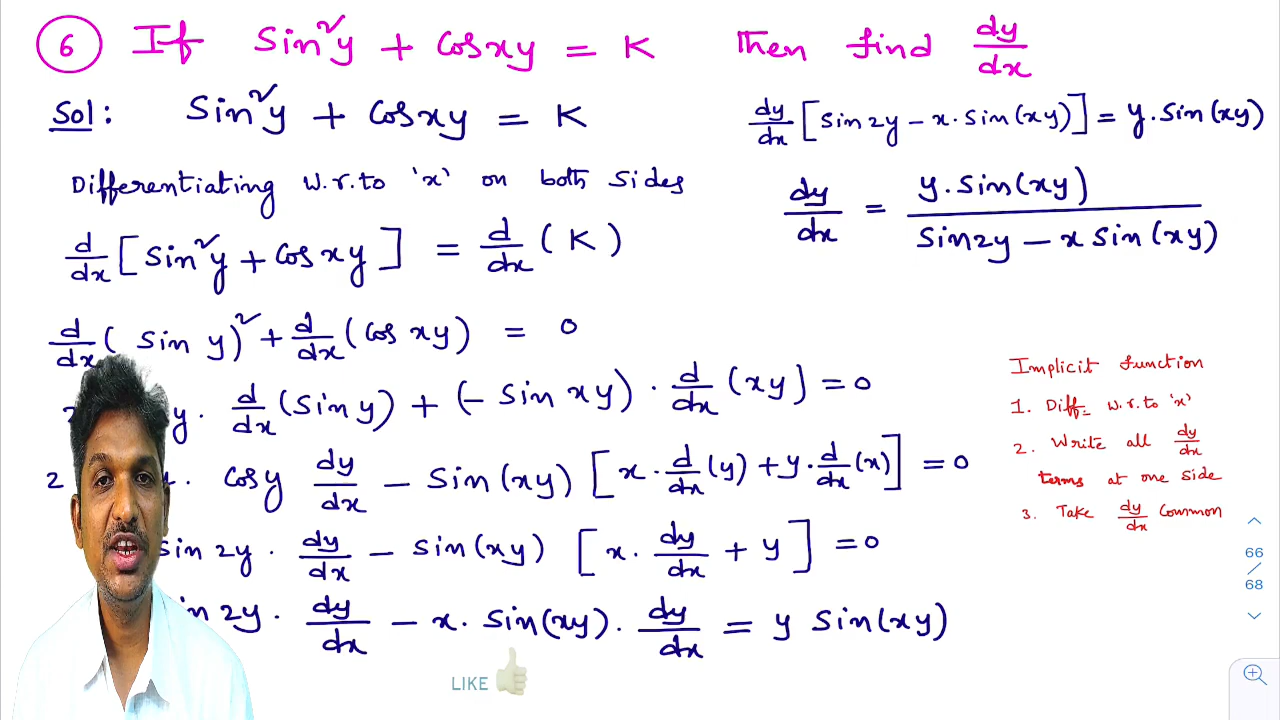 6 If Sin²y + Cosxy = K Then find dy/dx
Sol: Sin²y + Cosxy = K
Differentiating w.r.to 'x' on both sides
d/dx [Sin²y + Cosxy] = d/dx (K)
d/dx (Sin y)² + d/dx (Cos xy) = 0
y. d/dx (Sin y) + (- Sin xy) · d/dx (xy) = 0
2 . Cosy dy/dx - Sin(xy) [x · d/dx (y) + y · d/dx (x)] = 0
Sin 2y · dy/dx - Sin(xy) [x · dy/dx + y] = 0
2y · dy/dx - x · Sin(xy) · dy/dx = y Sin(xy)
dy/dx [Sin 2y - x · Sin(xy)] = y · Sin(xy)
dy/dx = y · Sin(xy) / Sin2y - x Sin(xy)
Implicit function
1. Diff w.r.to 'x'
2. Write all dy/dx
terms at one side
3. Take dy/dx Common
66
/
68
LIKE